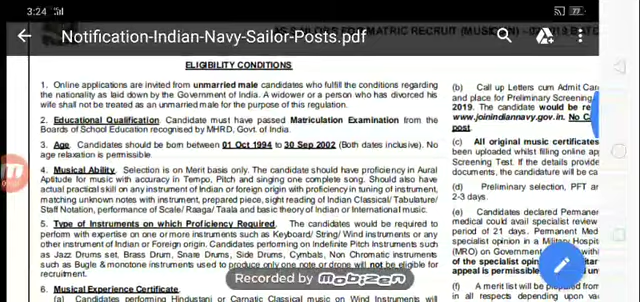 3:24
77
Notification-Indian-Navy-Sailor-Posts.pdf
ELIGIBILITY CONDITIONS
1. Online applications are invited from unmarried male candidates who fulfill the conditions regarding
the nationality as laid down by the Government of India. A widower or a person who has divorced his
wife shall not be treated as an unmarried male for the purpose of this regulation.
2. Educational Qualification. Candidate must have passed Matriculation Examination from
the Boards of School Education recognised by MHRD, Govt. of India.
3. Age. Candidates should be born between 01 Oct 1994 to 30 Sep 2002 (Both dates inclusive). No
age relaxation is permissible.
4. Musical Ability. Selection is on Merit basis only. The candidate should have proficiency in Aural
Aptitude for music with accuracy in Tempo, Pitch and singing one complete song. Should also have
actual practical skill on any instrument of Indian or foreign origin with proficiency in tuning of instrument,
matching unknown notes with instrument, prepared piece, sight reading of Indian Classical/ Tabulature/
Staff Notation, performance of Scale/ Raaga/ Taala and basic theory of Indian or International music.
5. Type of Instruments on which Proficiency Required. The candidates would be required to
perform with expertise on one or more instruments such as Keyboard/ String/ Wind instruments or any
other instrument of Indian or Foreign origin. Candidates performing on Indefinite Pitch Instruments such
as Jazz Drums set, Brass Drum, Snare Drums, Side Drums, Cymbals, Non Chromatic instruments
such as Bugle & monotone instruments used to produce only one note or drone will not be eligible for
recruitment.
6. Musical Experience Certificate.
(a) Candidates performing Hindustani or Carnatic Classical music on Wind Instruments will
(b) Call up Letters cum Admit Car
and place for Preliminary Screening
2019. The candidate would be re
www.joinindiannavy.gov.in. No C
post.
(c) All original music certificates
been uploaded whilst filling online ap
Screening Test. If the details provide
documents, the candidature will be ca
(d) Preliminary selection, PFT ar
2-3 days.
(e) Candidates declared Permaner
medical could avail specialist review
period of 21 days. Permanent Med
specialist opinion in a Military Hospit
(MRO) on Government
of the specialist opin
appeal is permissible
(f) A merit list will be prepared
in all respects depending upon va
Recorded by mobizen